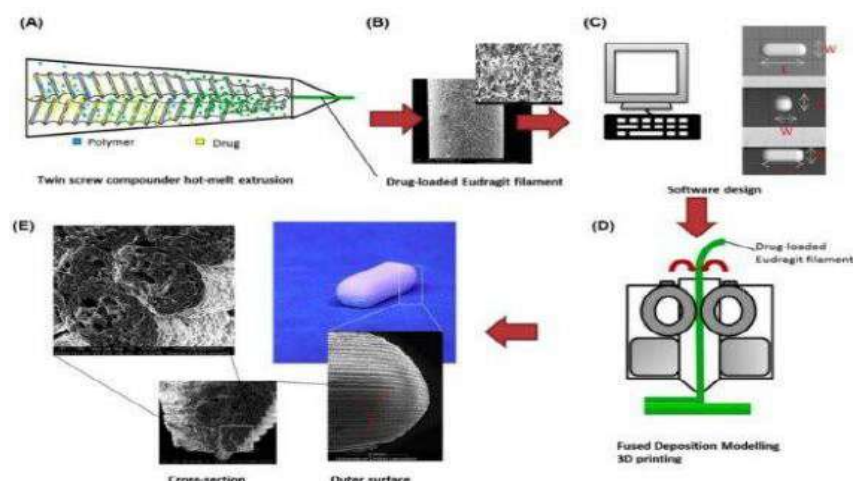 (A)
Polymer
Drug
Twin screw compounder hot-melt extrusion
(B)
Drug-loaded Eudragit filament
(C)
W
L
W
Software design
(D)
Drug-loaded
Eudragit filament
Fused Deposition Modelling
3D printing
(E)
Cross-section
Outer surface